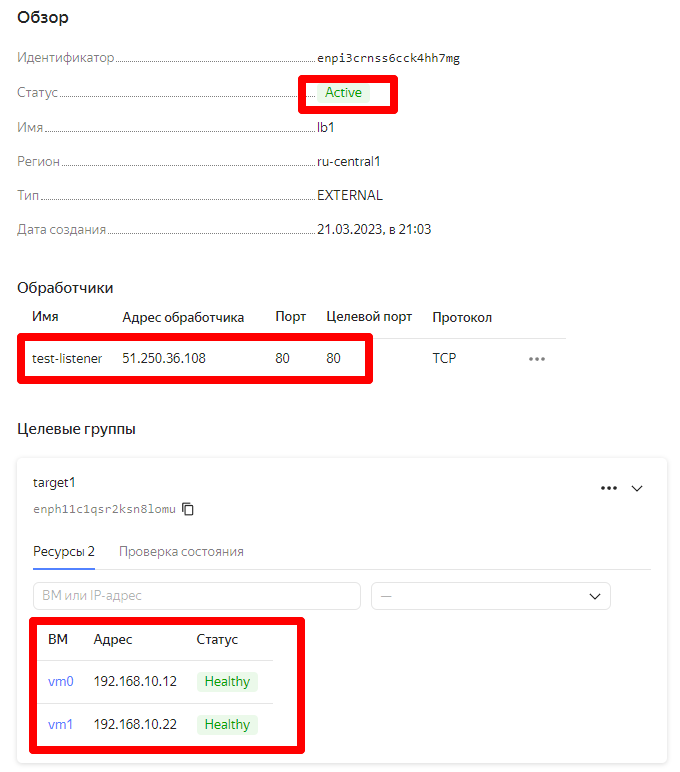 Обзор
Идентификатор enpi3crnss6cck4hh7mg
Статус Active
Имя lb1
Регион ru-central1
Тип EXTERNAL
Дата создания 21.03.2023, в 21:03
Обработчики
Имя Адрес обработчика Порт Целевой порт Протокол
test-listener 51.250.36.108 80 80 TCP
Целевые группы
target1
enph11c1qsr2ksn8lomu
Ресурсы 2 Проверка состояния
ВМ или IP-адрес —
ВМ Адрес Статус
vm0 192.168.10.12 Healthy
vm1 192.168.10.22 Healthy